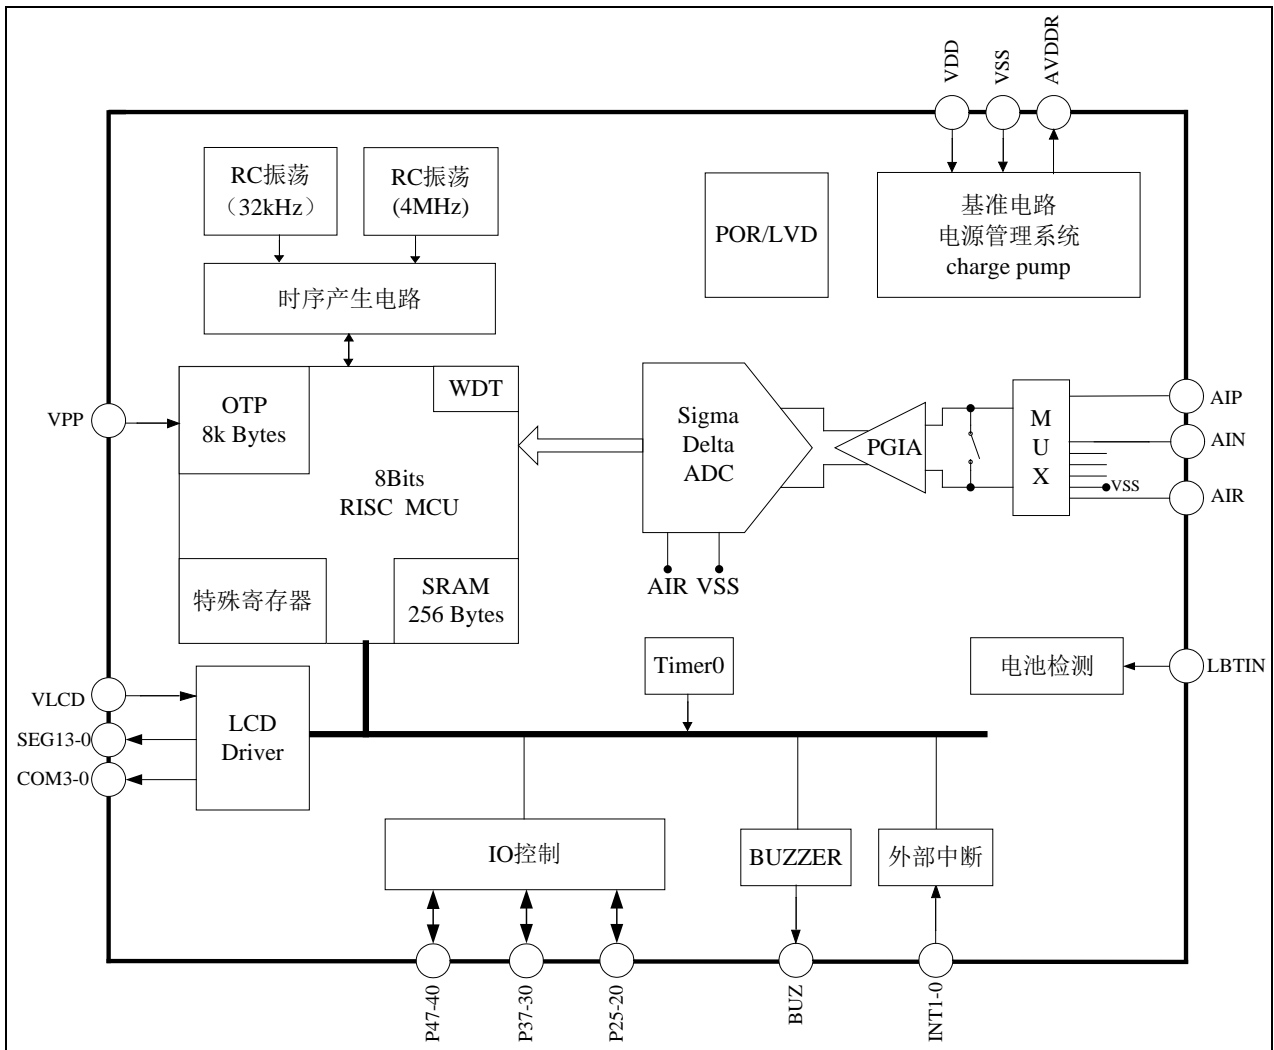 VDD
VSS
AVDDR
RC振荡
（32kHz）
RC振荡
(4MHz)
POR/LVD
基准电路
电源管理系统
charge pump
时序产生电路
VPP
OTP
8k Bytes
WDT
8Bits
RISC MCU
特殊寄存器
SRAM
256 Bytes
Sigma
Delta
ADC
AIR
VSS
PGIA
M
U
X
VSS
AIP
AIN
AIR
Timer0
电池检测
LBTIN
VLCD
SEG13-0
COM3-0
LCD
Driver
IO控制
BUZZER
外部中断
P47-40
P37-30
P25-20
BUZ
INT1-0